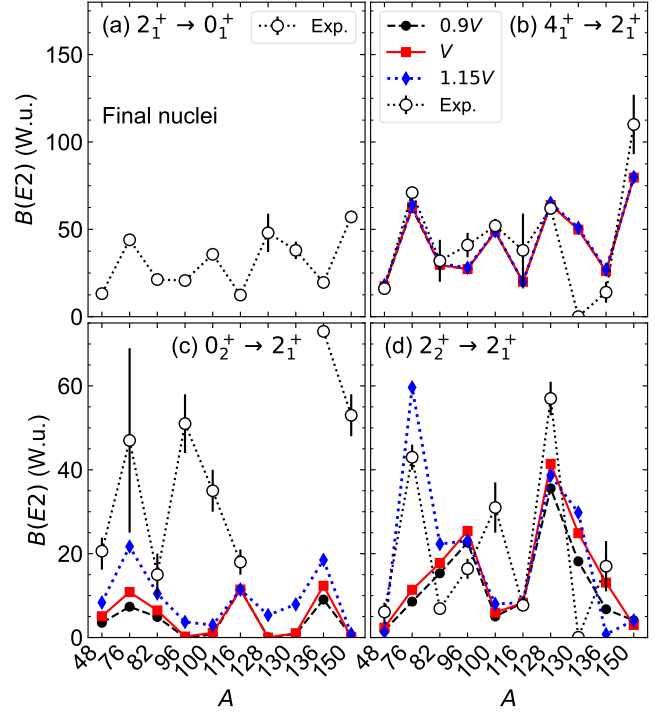 (a) 2₁⁺ → 0₁⁺
Exp.
Final nuclei
B(E2) (W.u.)
0
50
100
150
0.9V
V
1.15V
Exp.
(b) 4₁⁺ → 2₁⁺
(c) 0₂⁺ → 2₁⁺
B(E2) (W.u.)
0
20
40
60
48
76
82
96
100
116
128
130
136
150
A
(d) 2₂⁺ → 2₁⁺
48
76
82
96
100
116
128
130
136
150
A